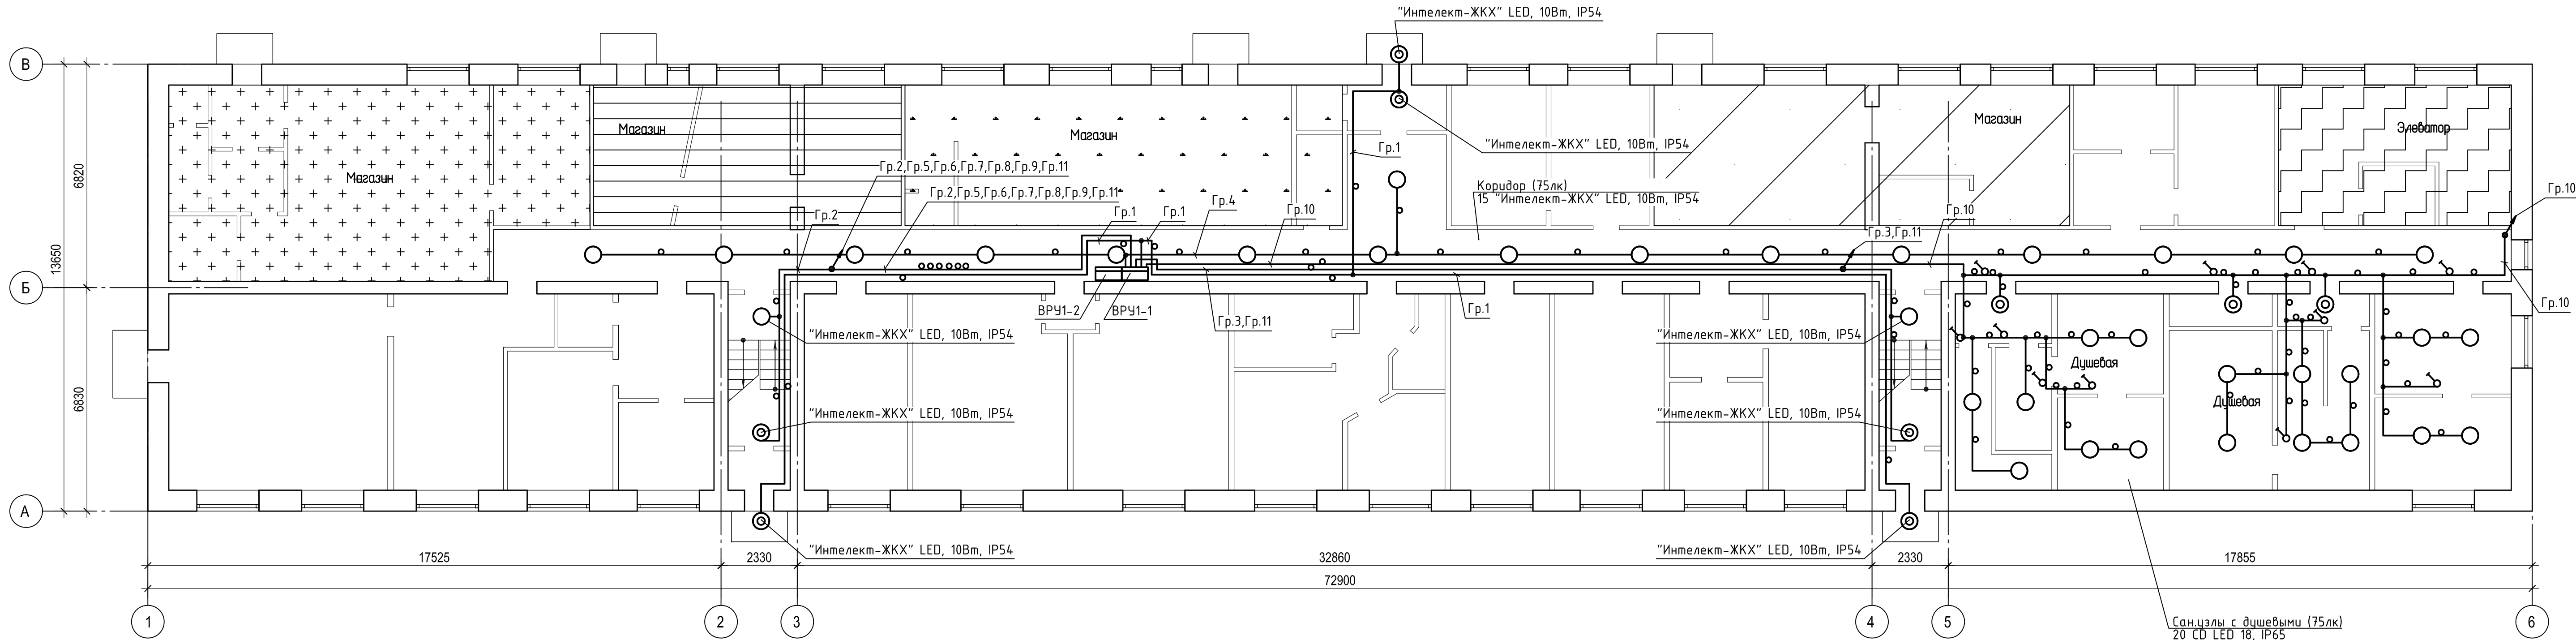 "Интелект-ЖКХ" LED, 10Вт, IP54
В
Магазин
Магазин
Магазин
Магазин
Элеватор
"Интелект-ЖКХ" LED, 10Вт, IP54
Гр.1
Гр.2,Гр.5,Гр.6,Гр.7,Гр.8,Гр.9,Гр.11
Гр.2,Гр.5,Гр.6,Гр.7,Гр.8,Гр.9,Гр.11
Коридор (75лк)
15 "Интелект-ЖКХ" LED, 10Вт, IP54
Гр.10
Гр.2
Гр.1
Гр.1
Гр.4
Гр.10
Гр.10
Гр.3,Гр.11
6820
13650
Б
ВРУ1-2
ВРУ1-1
Гр.3,Гр.11
Гр.1
Гр.10
"Интелект-ЖКХ" LED, 10Вт, IP54
"Интелект-ЖКХ" LED, 10Вт, IP54
Душевая
Душевая
6830
"Интелект-ЖКХ" LED, 10Вт, IP54
"Интелект-ЖКХ" LED, 10Вт, IP54
А
"Интелект-ЖКХ" LED, 10Вт, IP54
"Интелект-ЖКХ" LED, 10Вт, IP54
17525
2330
32860
2330
17855
72900
Сан.узлы с душевыми (75лк)
20 CD LED 18, IP65
1
2
3
4
5
6